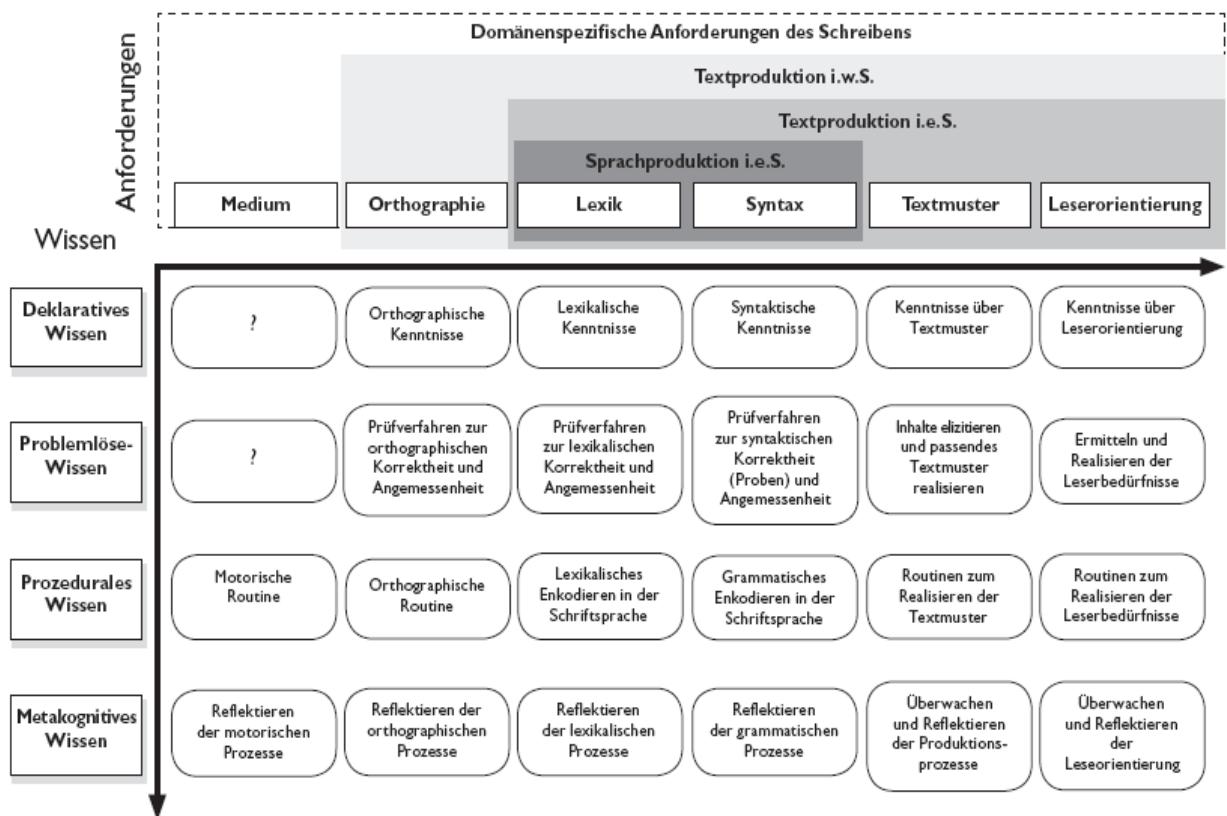 Anforderungen
Domänenspezifische Anforderungen des Schreibens
Textproduktion i.w.S.
Textproduktion i.e.S.
Sprachproduktion i.e.S.
Medium
Orthographie
Lexik
Syntax
Textmuster
Leserorientierung
Wissen
Deklaratives
Wissen
?
Orthographische
Kenntnisse
Lexikalische
Kenntnisse
Syntaktische
Kenntnisse
Kenntnisse über
Textmuster
Kenntnisse über
Leserorientierung
Problemlöse-
Wissen
?
Prüfverfahren zur
orthographischen
Korrektheit und
Angemessenheit
Prüfverfahren
zur lexikalischen
Korrektheit und
Angemessenheit
Prüfverfahren
zur syntaktischen
Korrektheit
(Proben) und
Angemessenheit
Inhalte elizitieren
und passendes
Textmuster
realisieren
Ermitteln und
Realisieren der
Leserbedürfnisse
Prozedurales
Wissen
Motorische
Routine
Orthographische
Routine
Lexikalisches
Enkodieren in der
Schriftsprache
Grammatisches
Enkodieren in der
Schriftsprache
Routinen zum
Realisieren der
Textmuster
Routinen zum
Realisieren der
Leserbedürfnisse
Metakognitives
Wissen
Reflektieren
der motorischen
Prozesse
Reflektieren der
orthographischen
Prozesse
Reflektieren
der lexikalischen
Prozesse
Reflektieren
der grammatischen
Prozesse
Überwachen
und Reflektieren
der Produktions-
prozesse
Überwachen
und Reflektieren
der
Leseorientierung